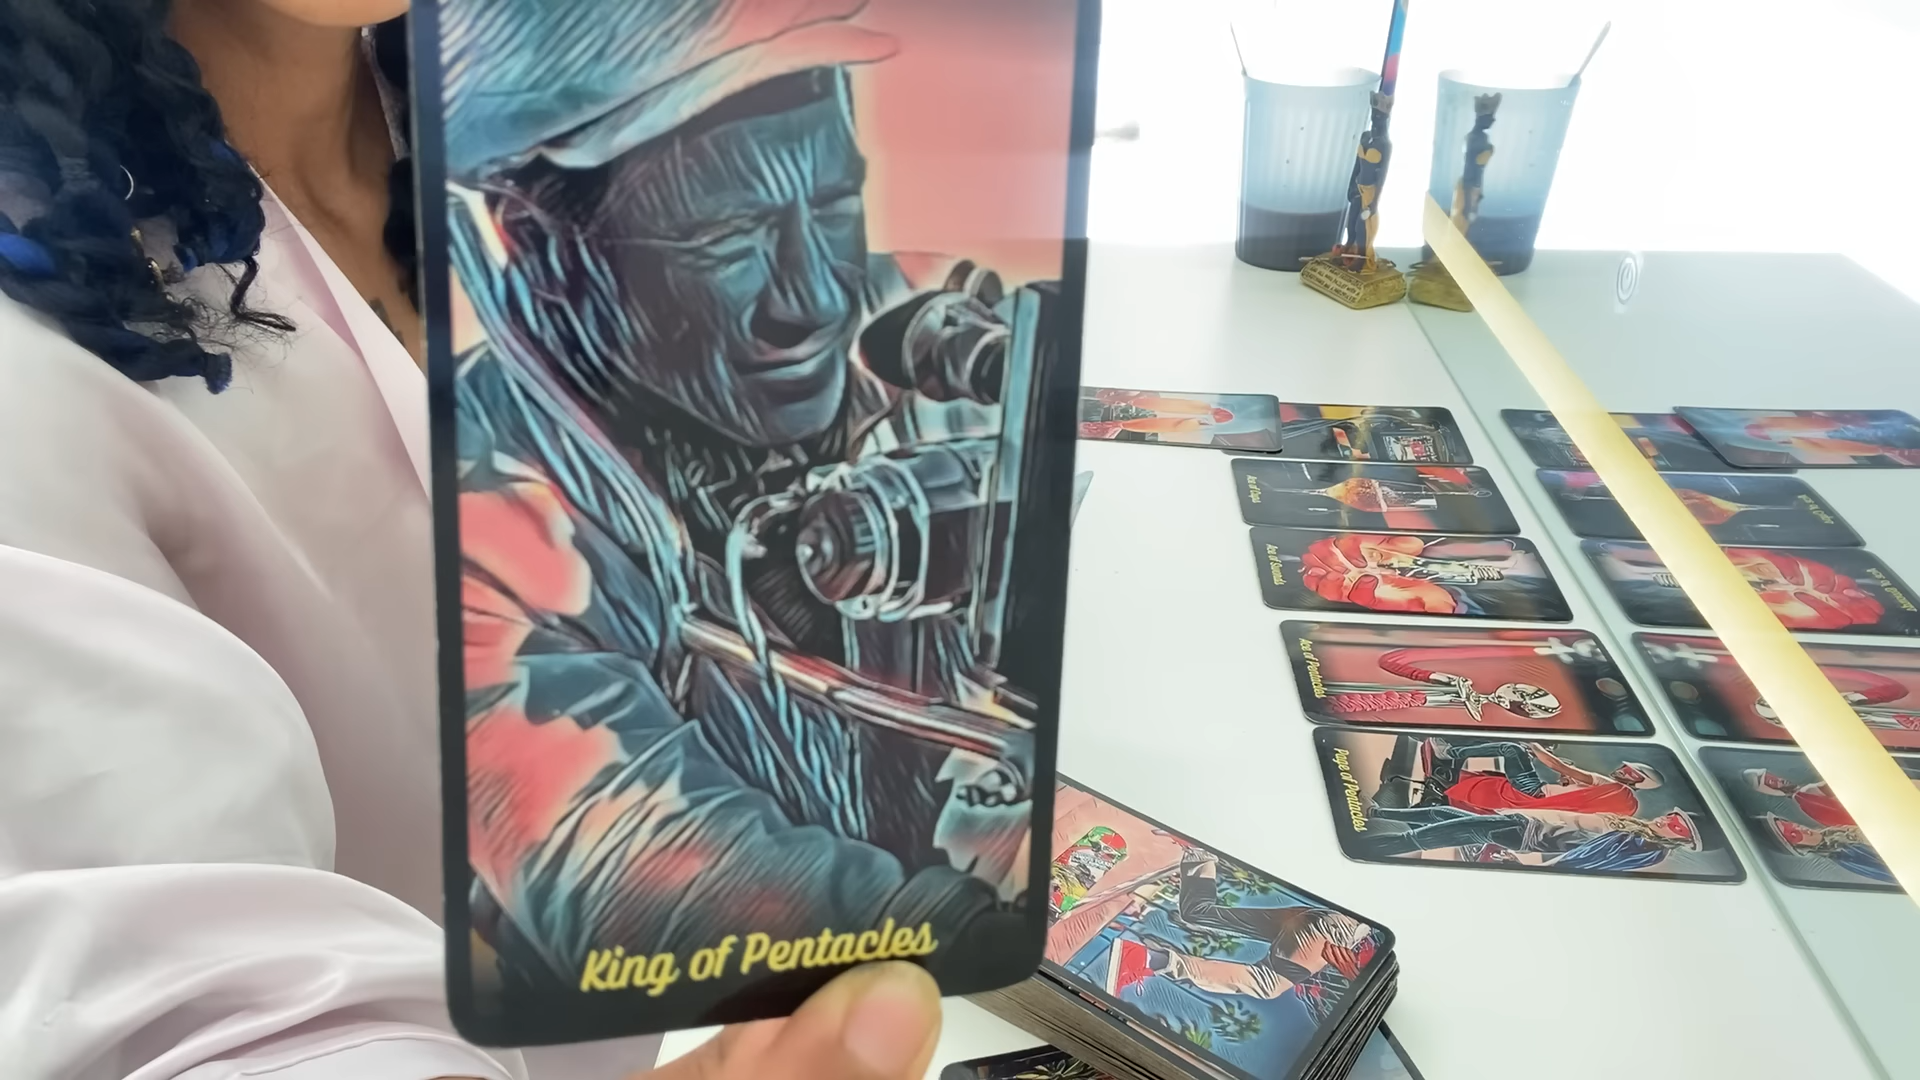 King of Pentacles
Ace of Cups
Ace of Swords
Ace of Pentacles
Page of Pentacles